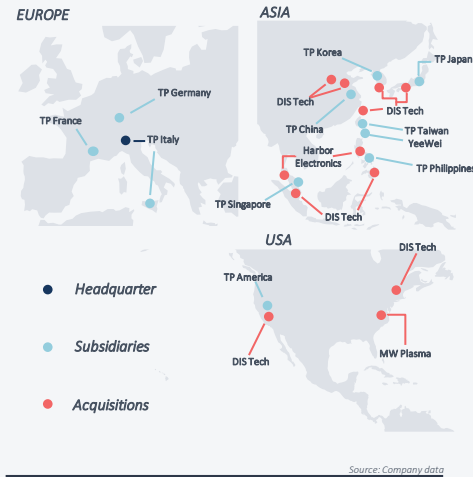 EUROPE
TP Germany
TP France
TP Italy
ASIA
TP Korea
TP Japan
DIS Tech
DIS Tech
TP China
TP Taiwan
YeeWei
Harbor
Electronics
TP Philippines
TP Singapore
DIS Tech
USA
DIS Tech
TP America
DIS Tech
MW Plasma
Headquarter
Subsidiaries
Acquisitions
Source: Company data